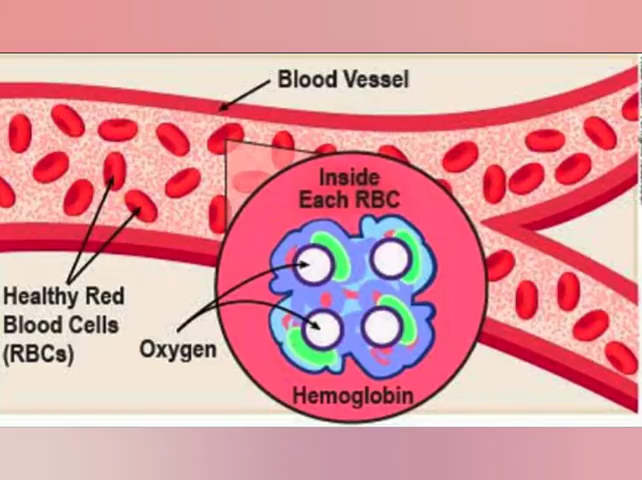 Blood Vessel
Inside
Each RBC
Healthy Red
Blood Cells
(RBCs)
Oxygen
Hemoglobin